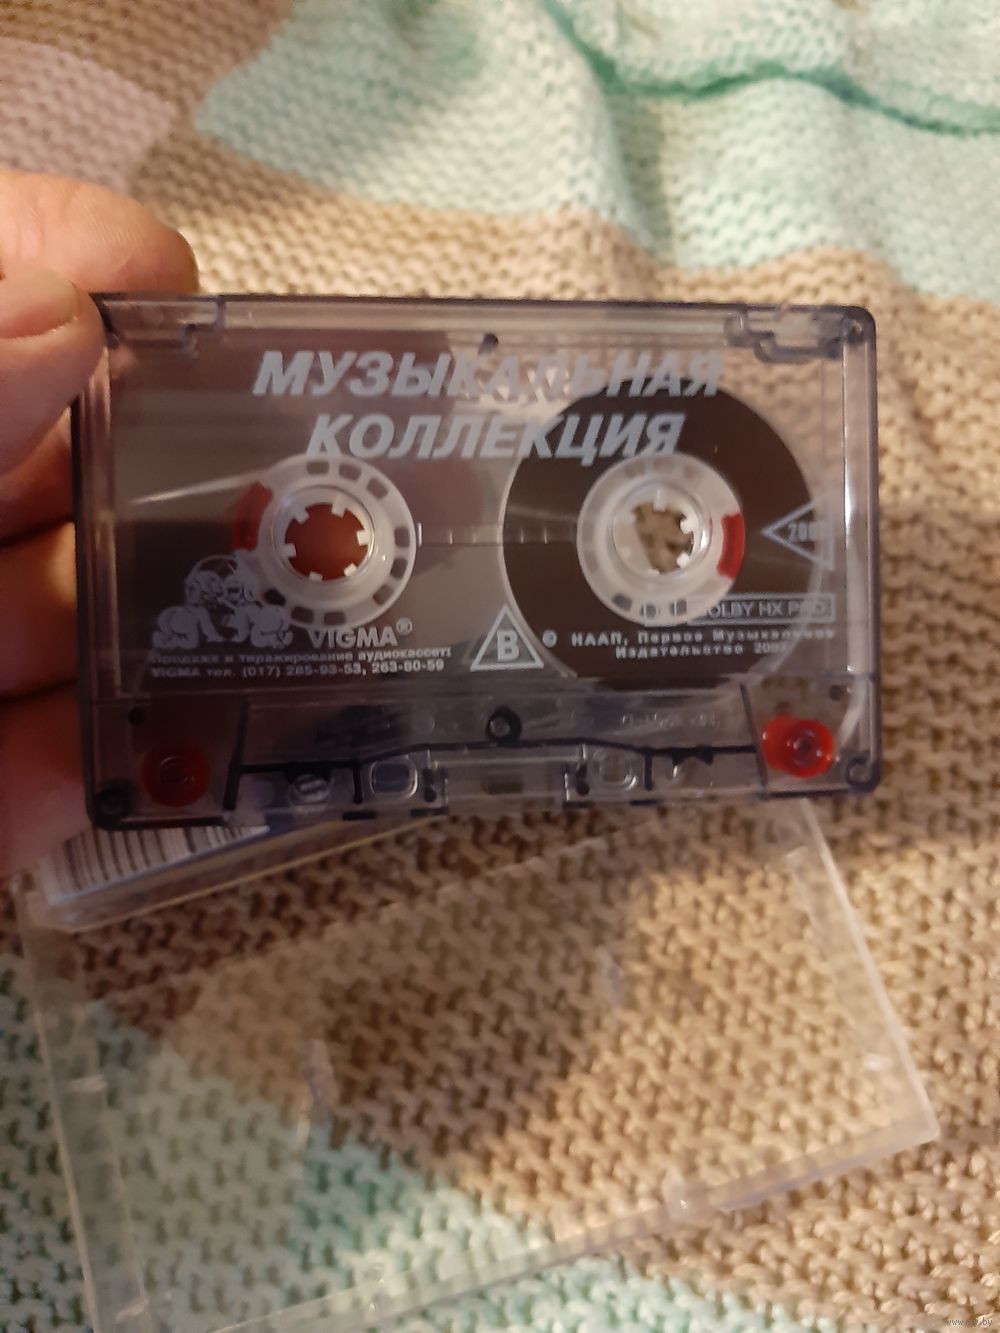 МУЗЫКАЛЬНАЯ
КОЛЛЕКЦИЯ
VIGMA®
Продажа и тиражирование аудиокассет:
VIGMA тел. (017) 285-93-53, 263-80-59
B
DOLBY HX PRO
© НААП, Первое Музыкальное
Издательство 2002